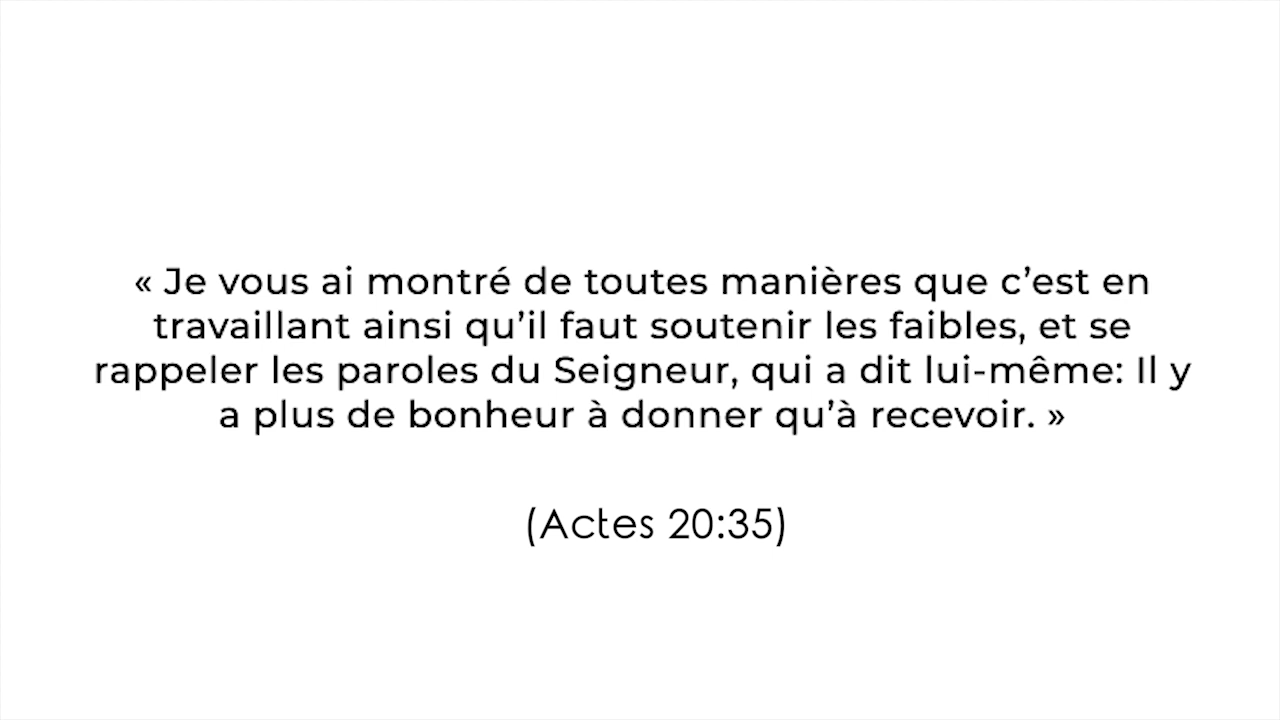 « Je vous ai montré de toutes manières que c’est en
travaillant ainsi qu’il faut soutenir les faibles, et se
rappeler les paroles du Seigneur, qui a dit lui-même: Il y
a plus de bonheur à donner qu’à recevoir. »
(Actes 20:35)